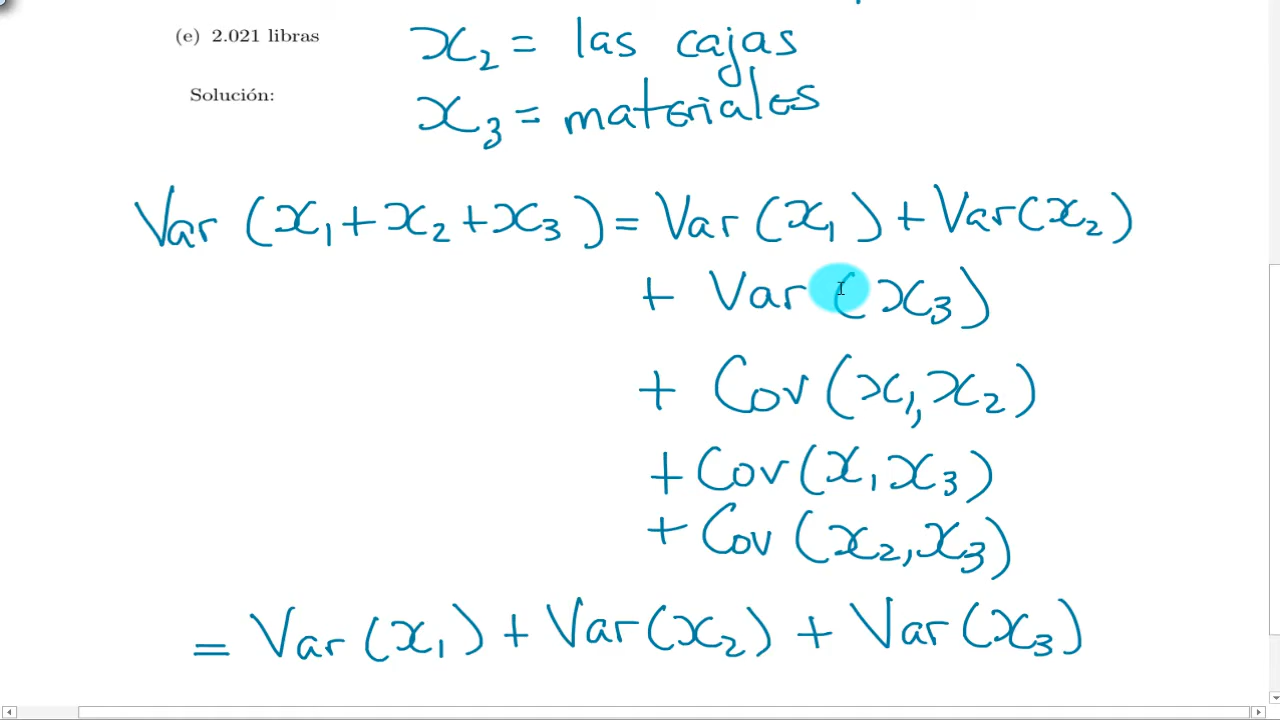 (e) 2.021 libras
x₂ = las cajas
Solución:
x₃ = materiales
Var (x₁ + x₂ + x₃) = Var (x₁) + Var(x₂)
+ Var (x₃)
+ Cov (x₁, x₂)
+ Cov (x₁ x₃)
+ Cov (x₂, x₃)
= Var (x₁) + Var (x₂) + Var (x₃)